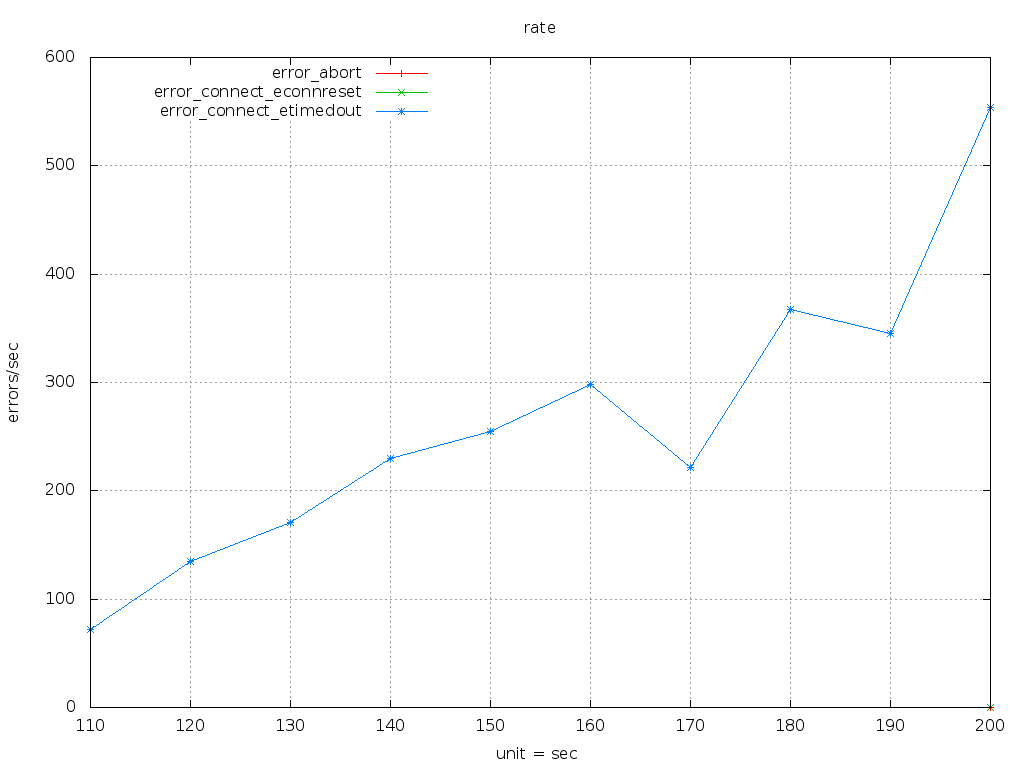 rate
600
500
400
300
200
100
0
errors/sec
error_abort
error_connect_econnreset
error_connect_etimedout
110 120 130 140 150 160 170 180 190 200
unit = sec